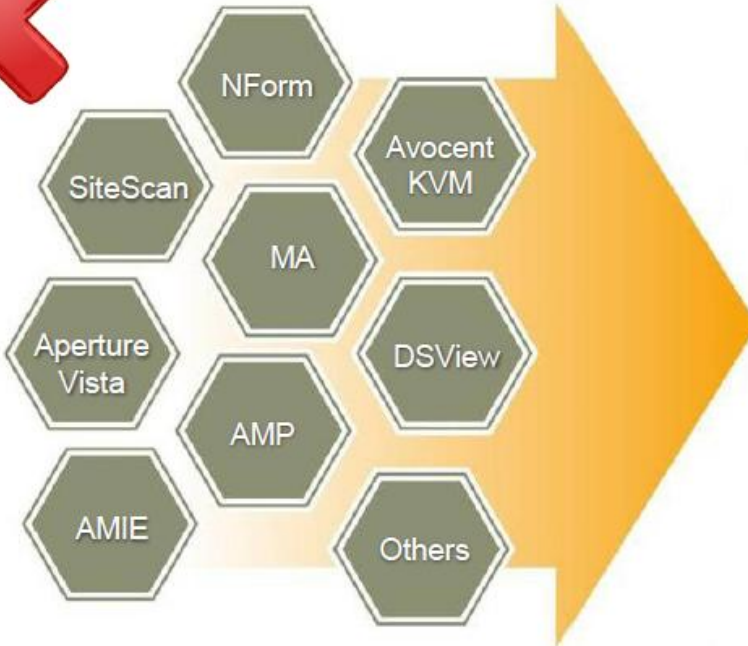 NForm
Avocent
KVM
SiteScan
MA
Aperture
Vista
DSView
AMP
AMIE
Others